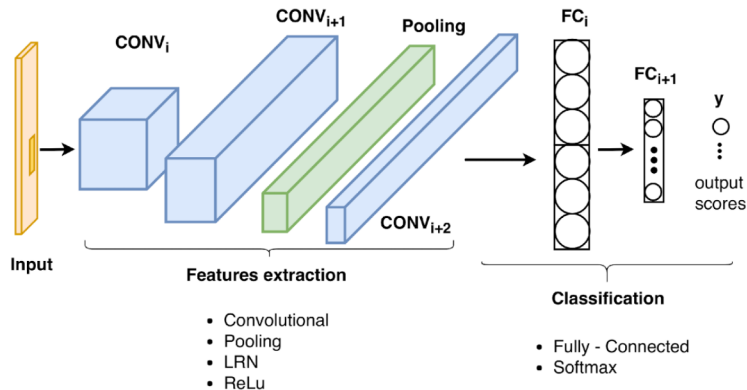 CONVi
CONVi+1
Pooling
FCi
FCi+1
y
output
scores
CONVi+2
Input
Features extraction
Classification
• Convolutional
• Pooling
• LRN
• ReLu
• Fully - Connected
• Softmax